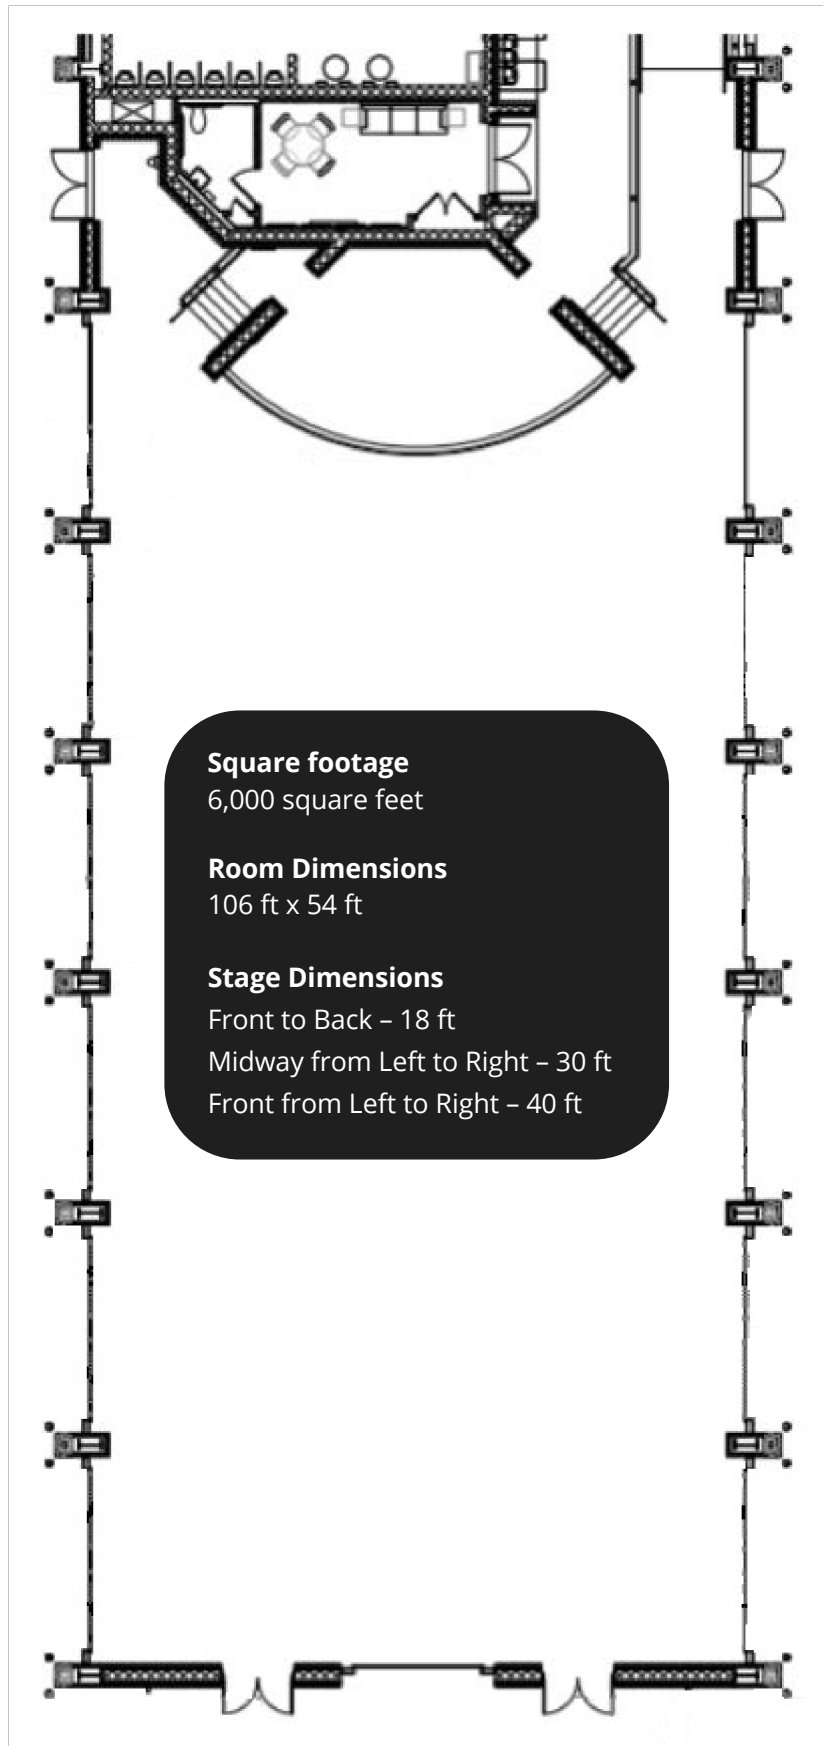 Square footage
6,000 square feet
Room Dimensions
106 ft x 54 ft
Stage Dimensions
Front to Back – 18 ft
Midway from Left to Right – 30 ft
Front from Left to Right – 40 ft